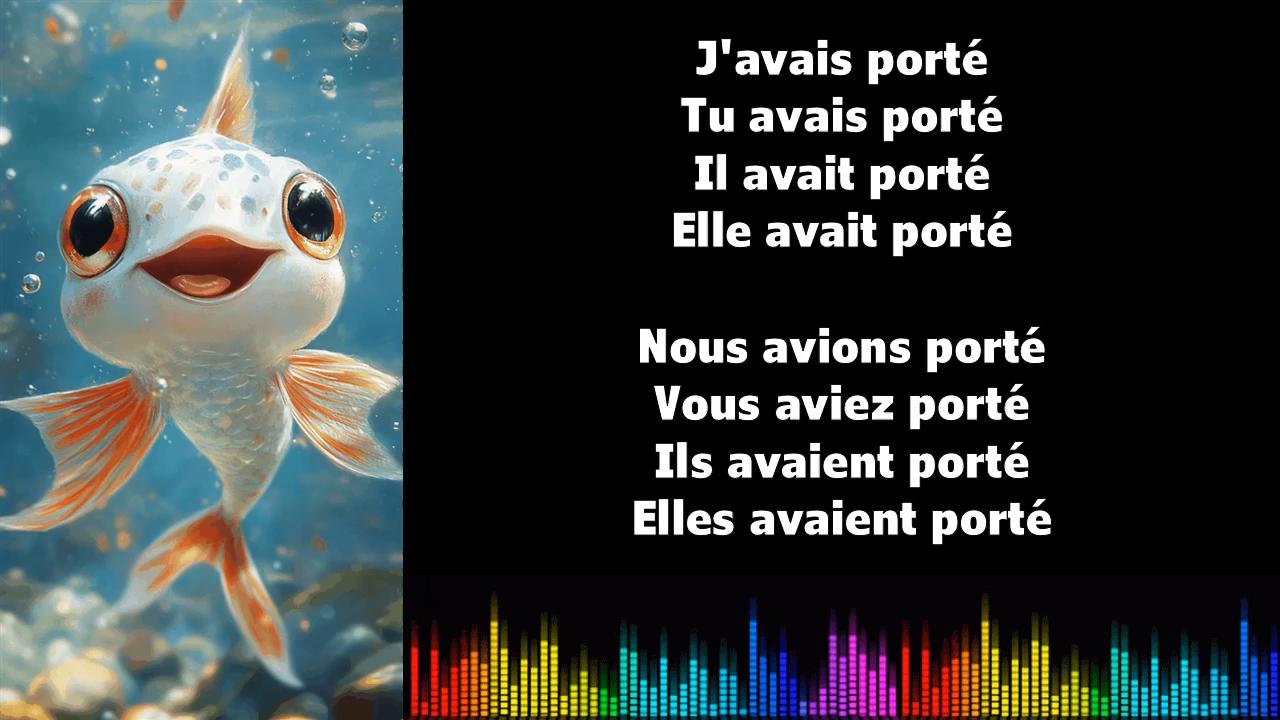 J'avais porté
Tu avais porté
Il avait porté
Elle avait porté
Nous avions porté
Vous aviez porté
Ils avaient porté
Elles avaient porté